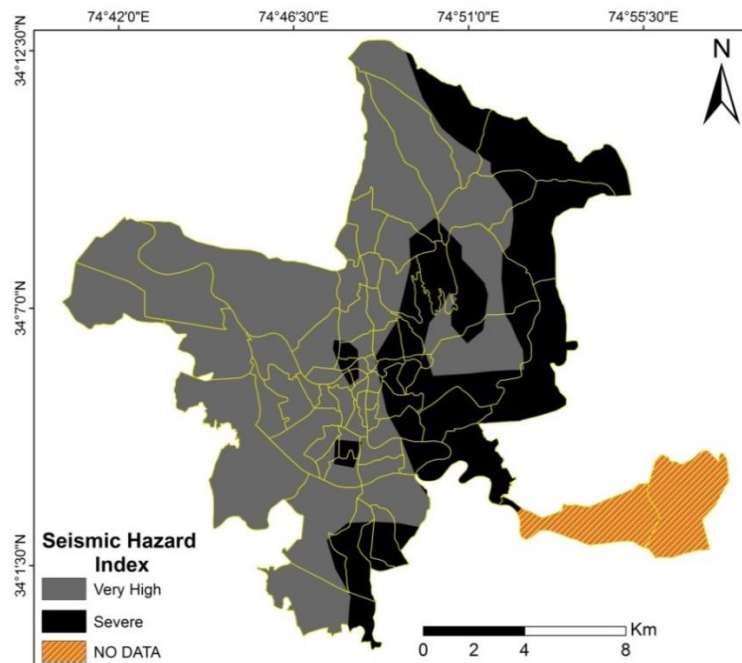 74°42'0"E
74°46'30"E
74°51'0"E
74°55'30"E
34°12'30"N
34°7'0"N
34°1'30"N
N
Seismic Hazard
Index
Very High
Severe
NO DATA
Km
0
2
4
8